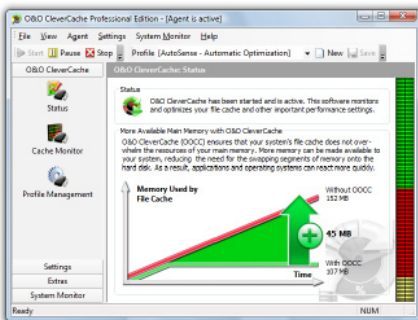 O&O CleverCache Professional Edition - [Agent is active]
File View Agent Settings System Monitor Help
Start Pause Stop Profile [AutoSense - Automatic Optimization] New Save
O&O CleverCache
O&O CleverCache: Status
Status
O&O CleverCache has been started and is active. This software monitors
and optimizes your file cache and other important performance settings.
Status
Cache Monitor
Profile Management
More Available Main Memory with O&O CleverCache
O&O CleverCache (OOCC) ensures that your system's file cache does not over-
whelm the resources of your main memory. More memory can be made available to
your system, reducing the need for the swapping segments of memory onto the
hard disk. As a result, applications and operating systems can react more quickly.
Memory Used by
File Cache
Without OOCC
152 MB
45 MB
With OOCC
107 MB
Time
Settings
Extras
System Monitor
Ready
NUM